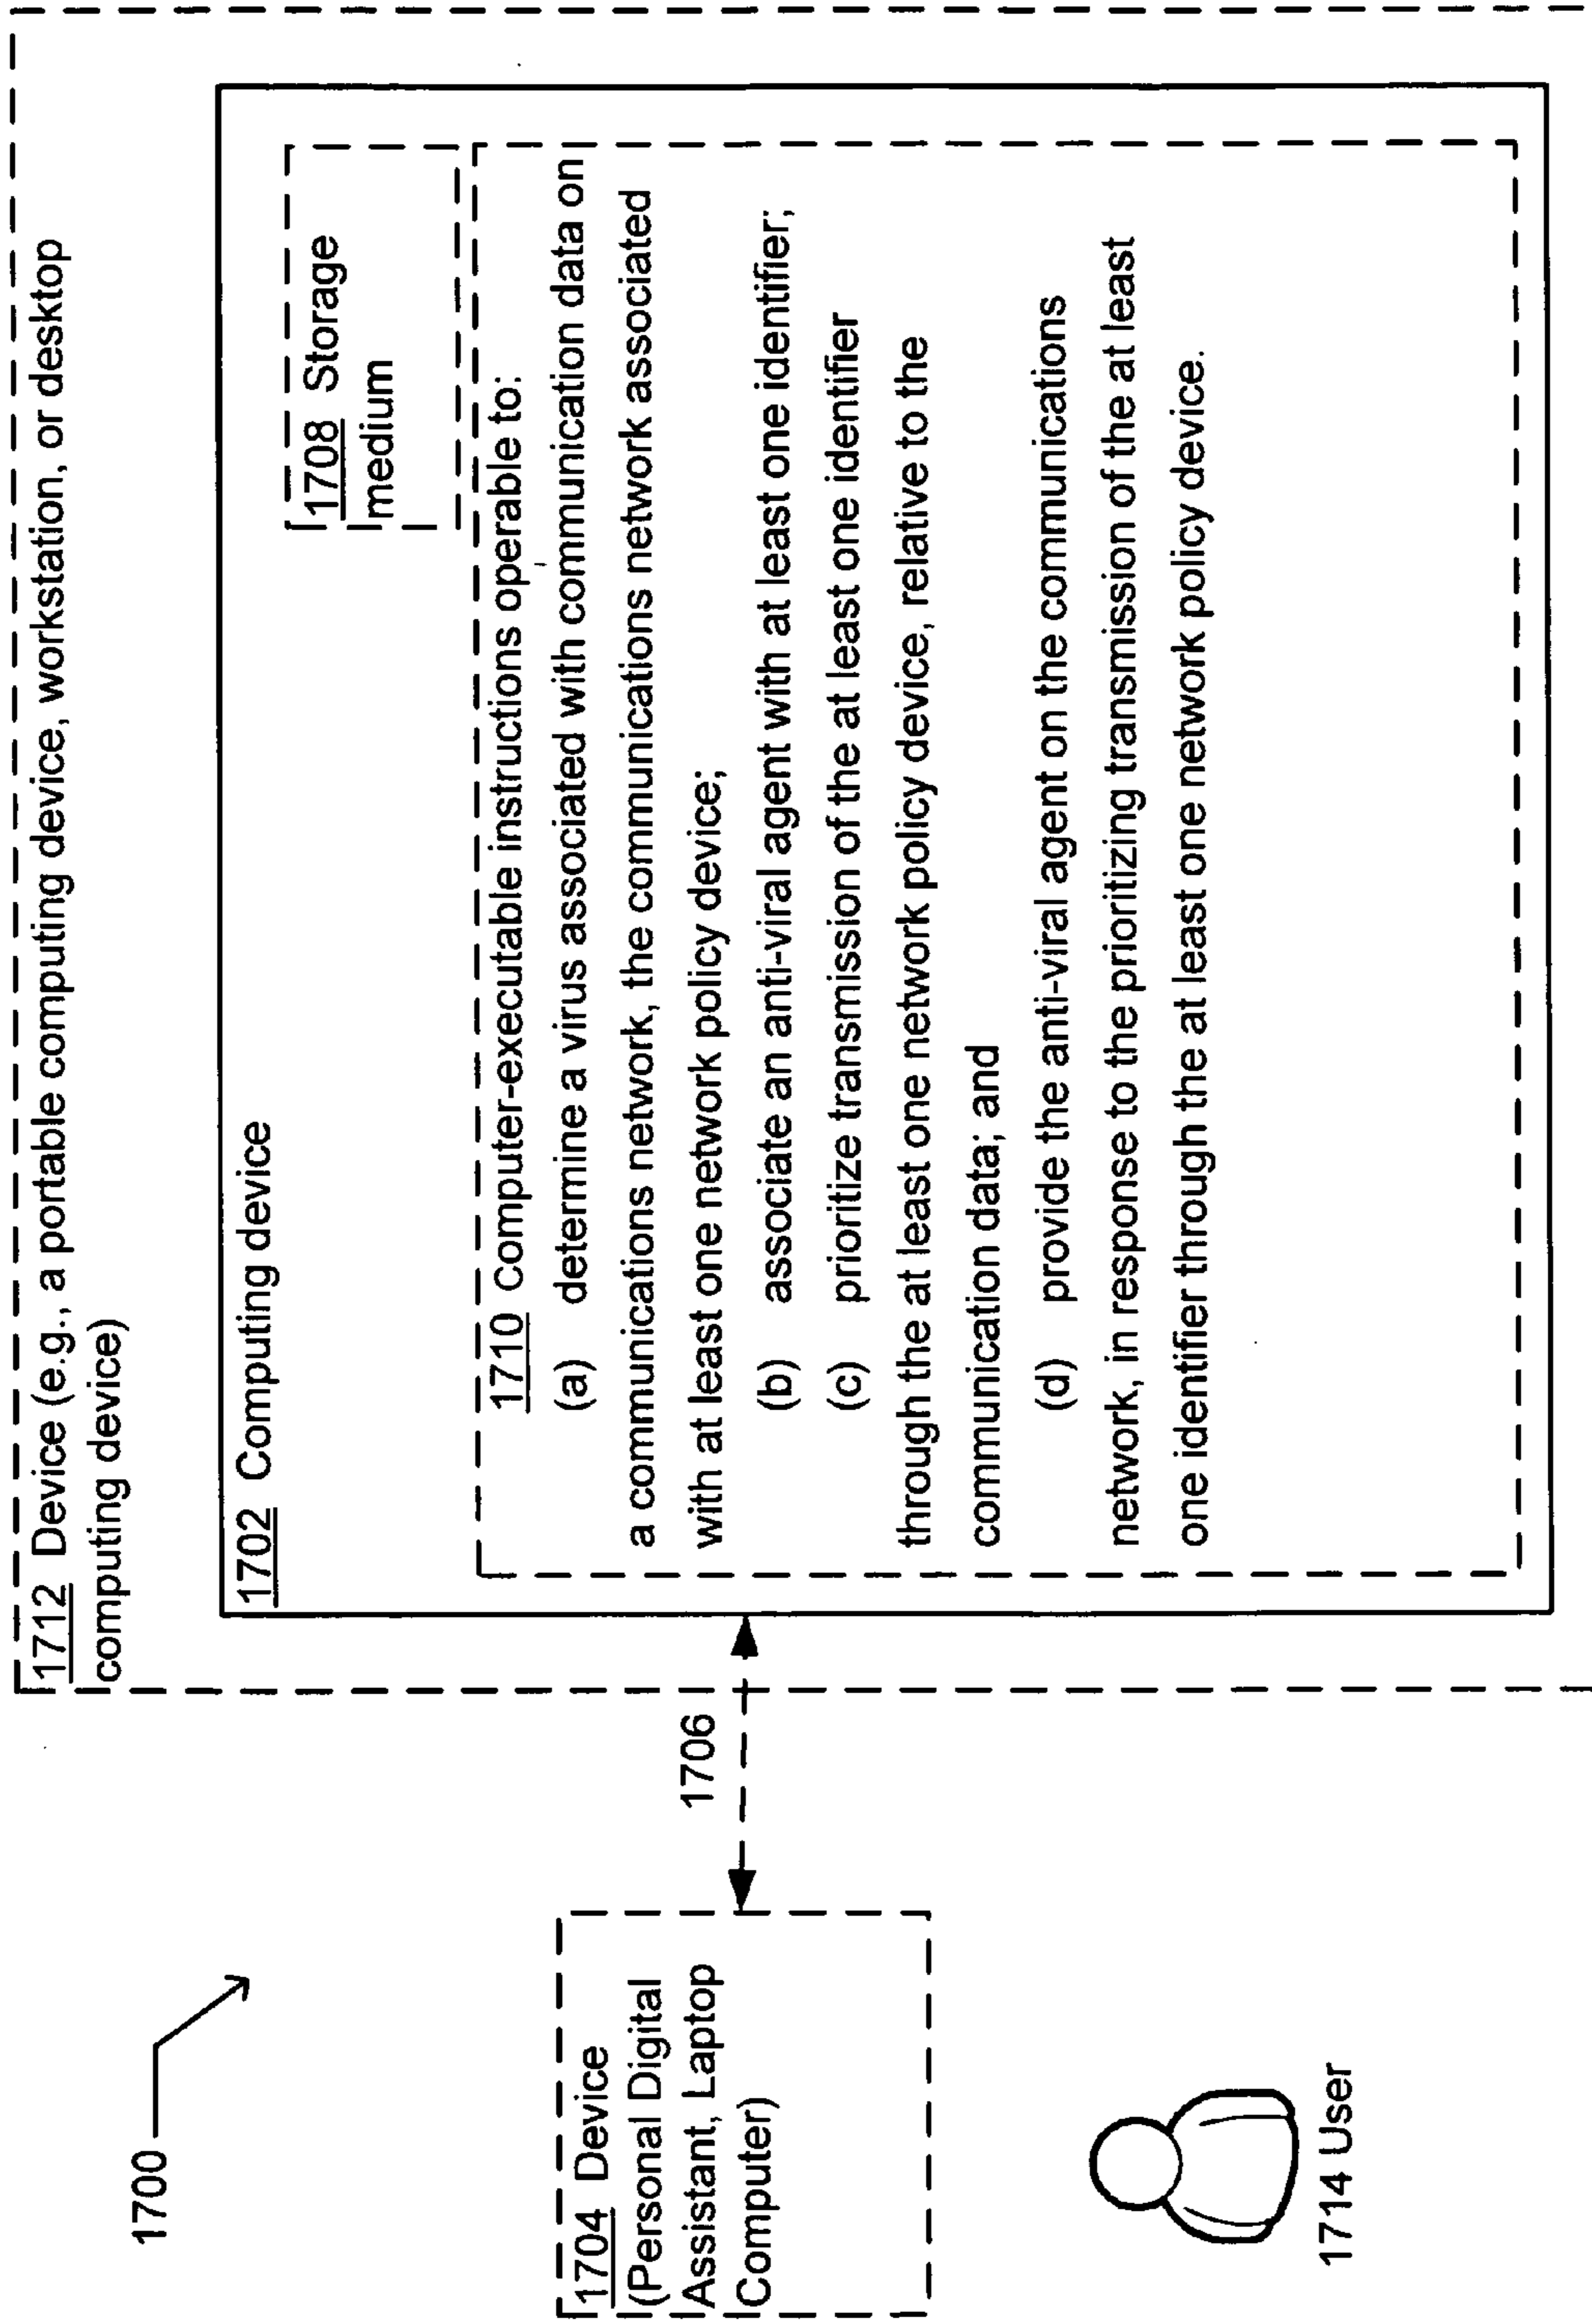 1700
1712 Device (e.g., a portable computing device, workstation, or desktop
computing device)
1702 Computing device
1708 Storage
medium
1710 Computer-executable instructions operable to:
(a) determine a virus associated with communication data on
a communications network, the communications network associated
with at least one network policy device;
(b) associate an anti-viral agent with at least one identifier;
(c) prioritize transmission of the at least one identifier
through the at least one network policy device, relative to the
communication data; and
(d) provide the anti-viral agent on the communications
network, in response to the prioritizing transmission of the at least
one identifier through the at least one network policy device.
1706
1704 Device
(Personal Digital
Assistant, Laptop
Computer)
1714 User